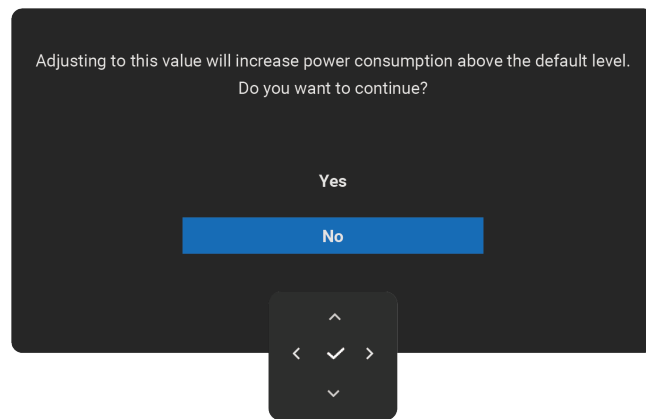 Adjusting to this value will increase power consumption above the default level.
Do you want to continue?
Yes
No